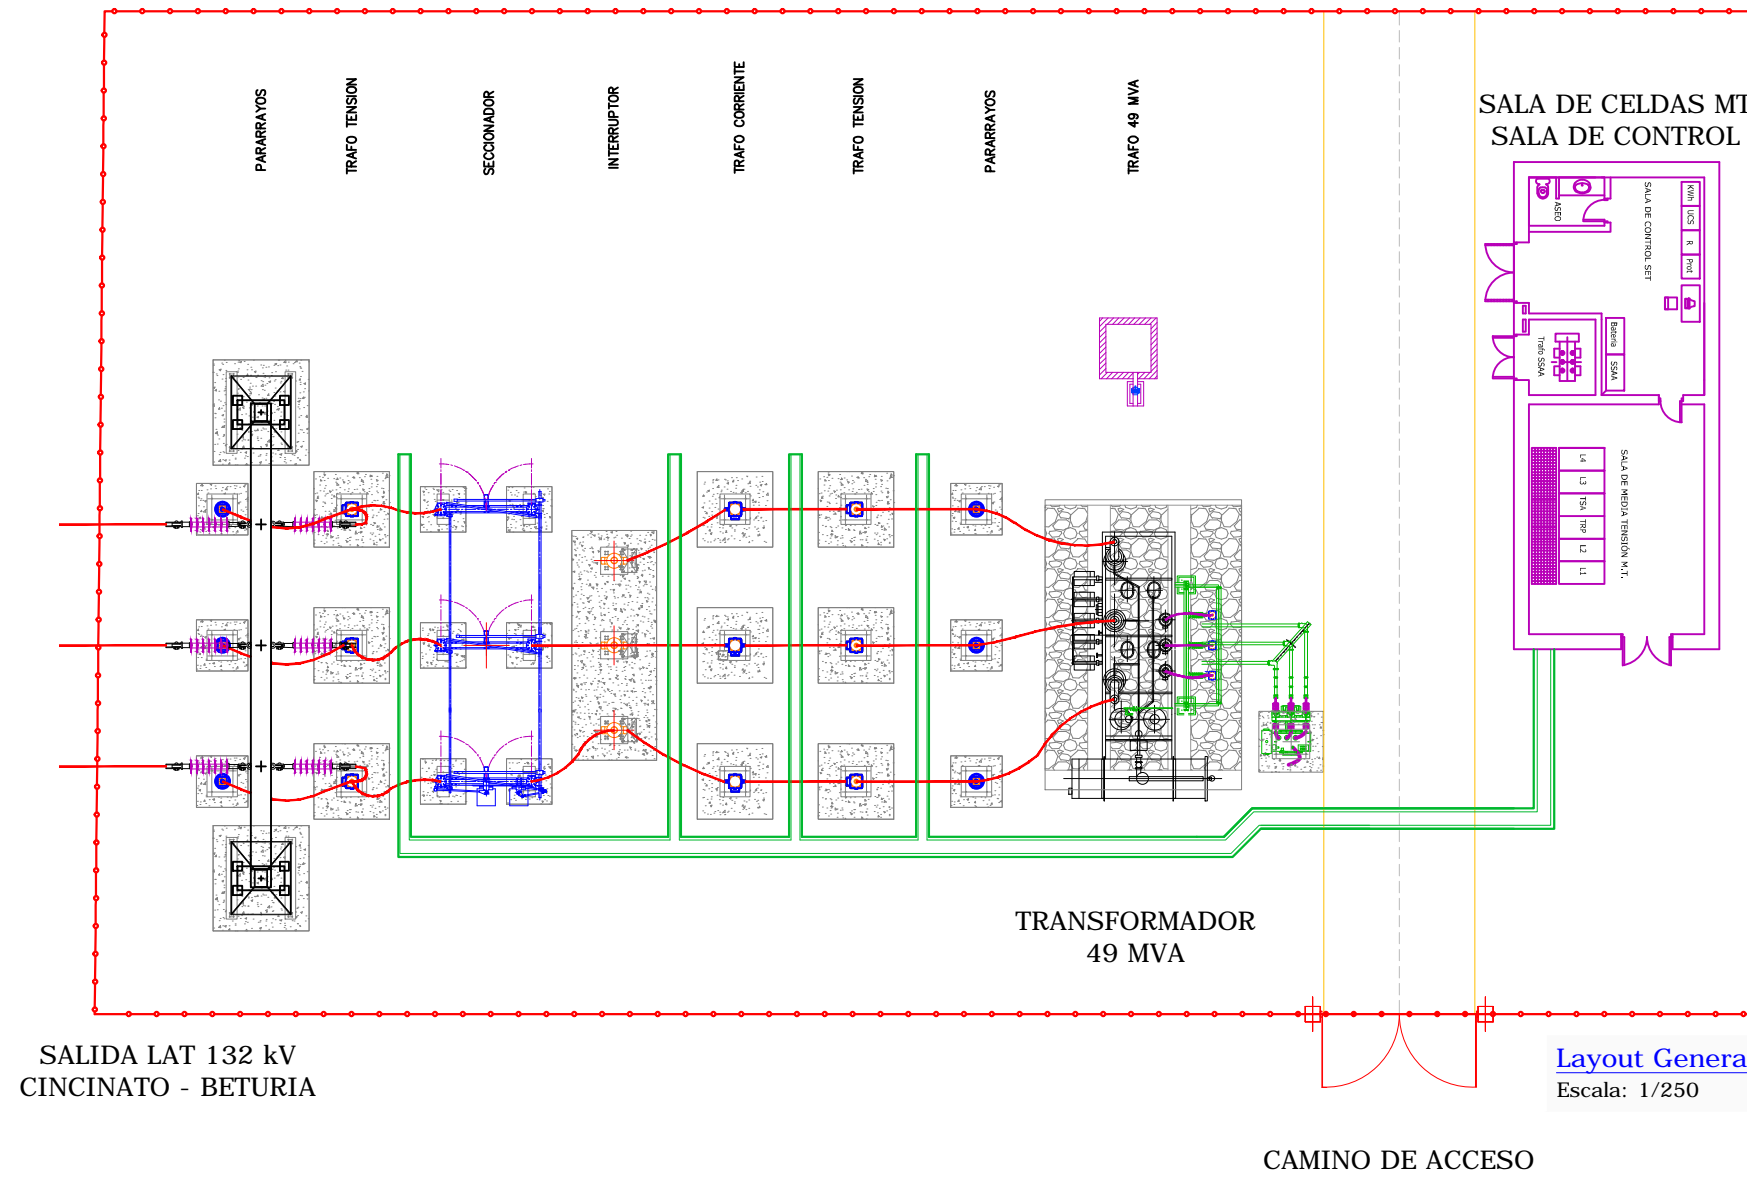 PARARRAYOS
TRAFO TENSION
SECCIONADOR
INTERRUPTOR
TRAFO CORRIENTE
TRAFO TENSION
PARARRAYOS
TRAFO 49 MVA
SALA DE CELDAS MT
SALA DE CONTROL
ASEO
SALA DE CONTROL SET
KWh
UCS
R
Prot
Trafo SSAA
Bateria
SSAA
L4
L3
TSA
TRP
L2
L1
SALA DE MEDIA TENSIÓN M.T.
TRANSFORMADOR
49 MVA
SALIDA LAT 132 kV
CINCINATO - BETURIA
Layout Genera
Escala: 1/250
CAMINO DE ACCESO